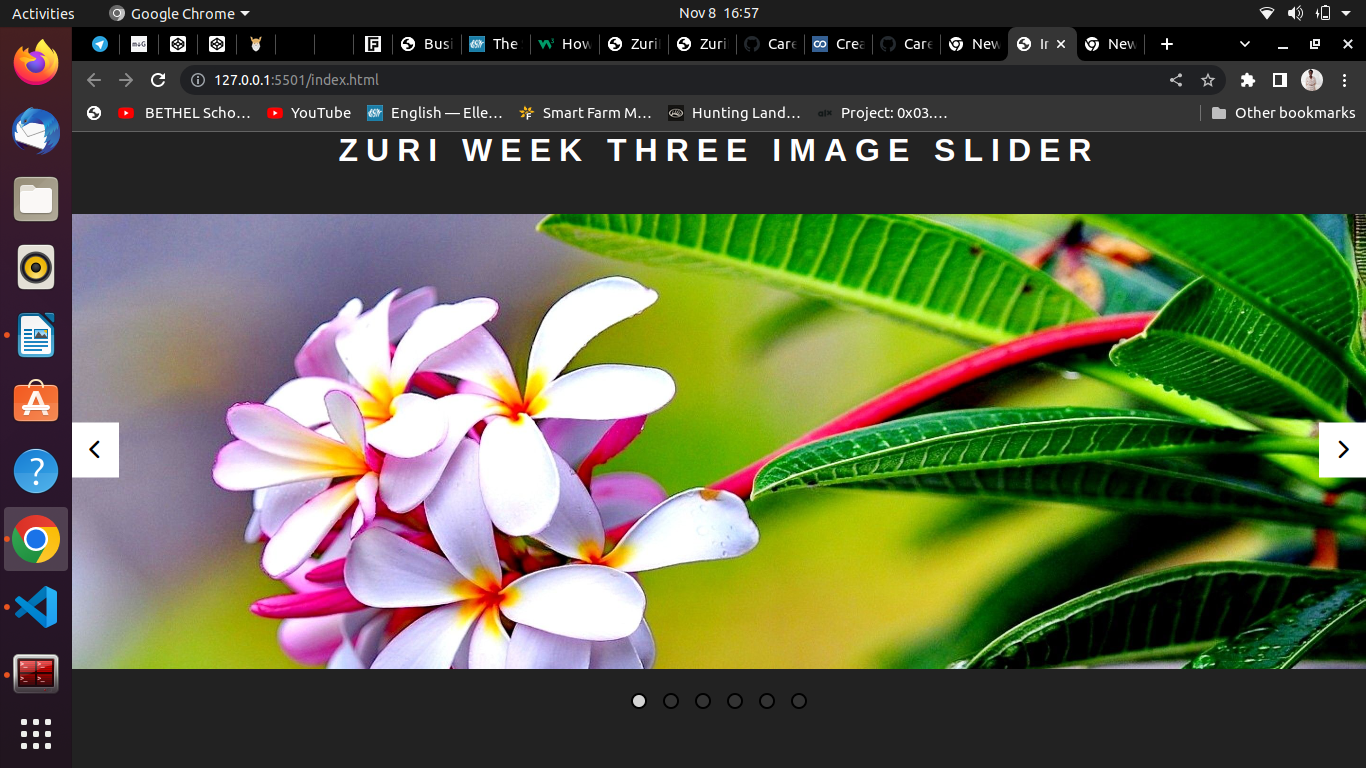 Activities Google Chrome Nov 8 16:57
m&G Busi The How Zuri Zuri Care Crea Care New Ir New
127.0.0.1:5501/index.html
BETHEL Scho… YouTube English — Elle… Smart Farm M… Hunting Land… Project: 0x03.… Other bookmarks
ZURI WEEK THREE IMAGE SLIDER